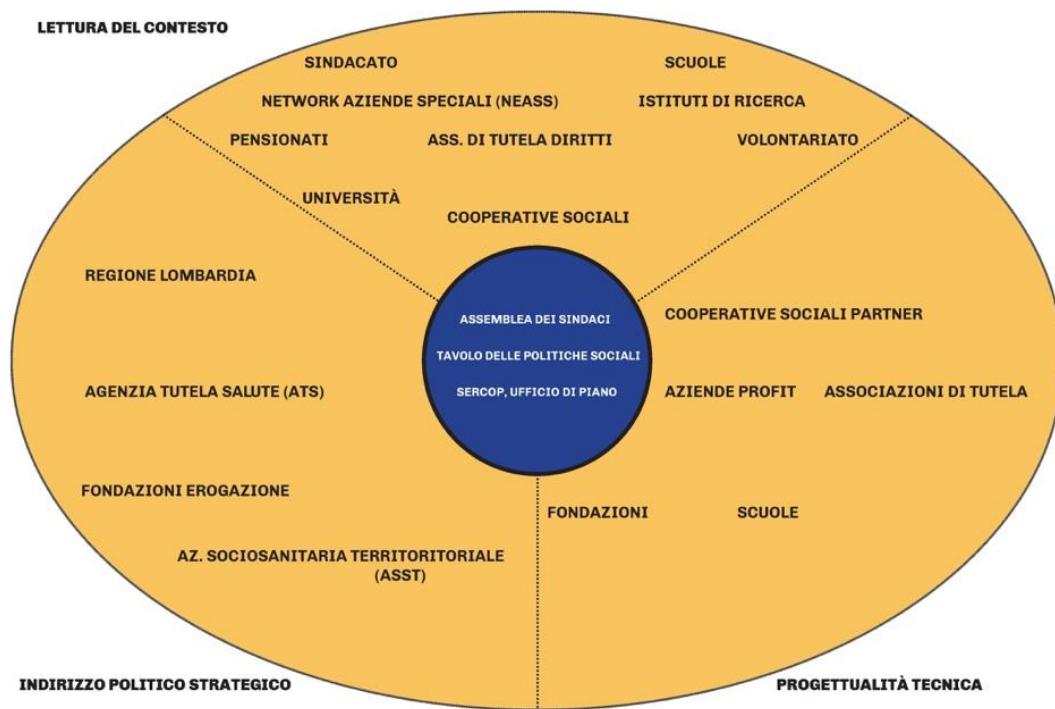 LETTURA DEL CONTESTO
SINDACATO
SCUOLE
NETWORK AZIENDE SPECIALI (NEASS)
ISTITUTI DI RICERCA
PENSIONATI
ASS. DI TUTELA DIRITTI
VOLONTARIATO
UNIVERSITÀ
COOPERATIVE SOCIALI
REGIONE LOMBARDIA
AGENZIA TUTELA SALUTE (ATS)
FONDAZIONI EROGAZIONE
AZ. SOCIOSANITARIA TERRITORITORIALE
(ASST)
ASSEMBLEA DEI SINDACI
TAVOLO DELLE POLITICHE SOCIALI
SERCOP, UFFICIO DI PIANO
COOPERATIVE SOCIALI PARTNER
AZIENDE PROFIT
ASSOCIAZIONI DI TUTELA
FONDAZIONI
SCUOLE
INDIRIZZO POLITICO STRATEGICO
PROGETTUALITÀ TECNICA